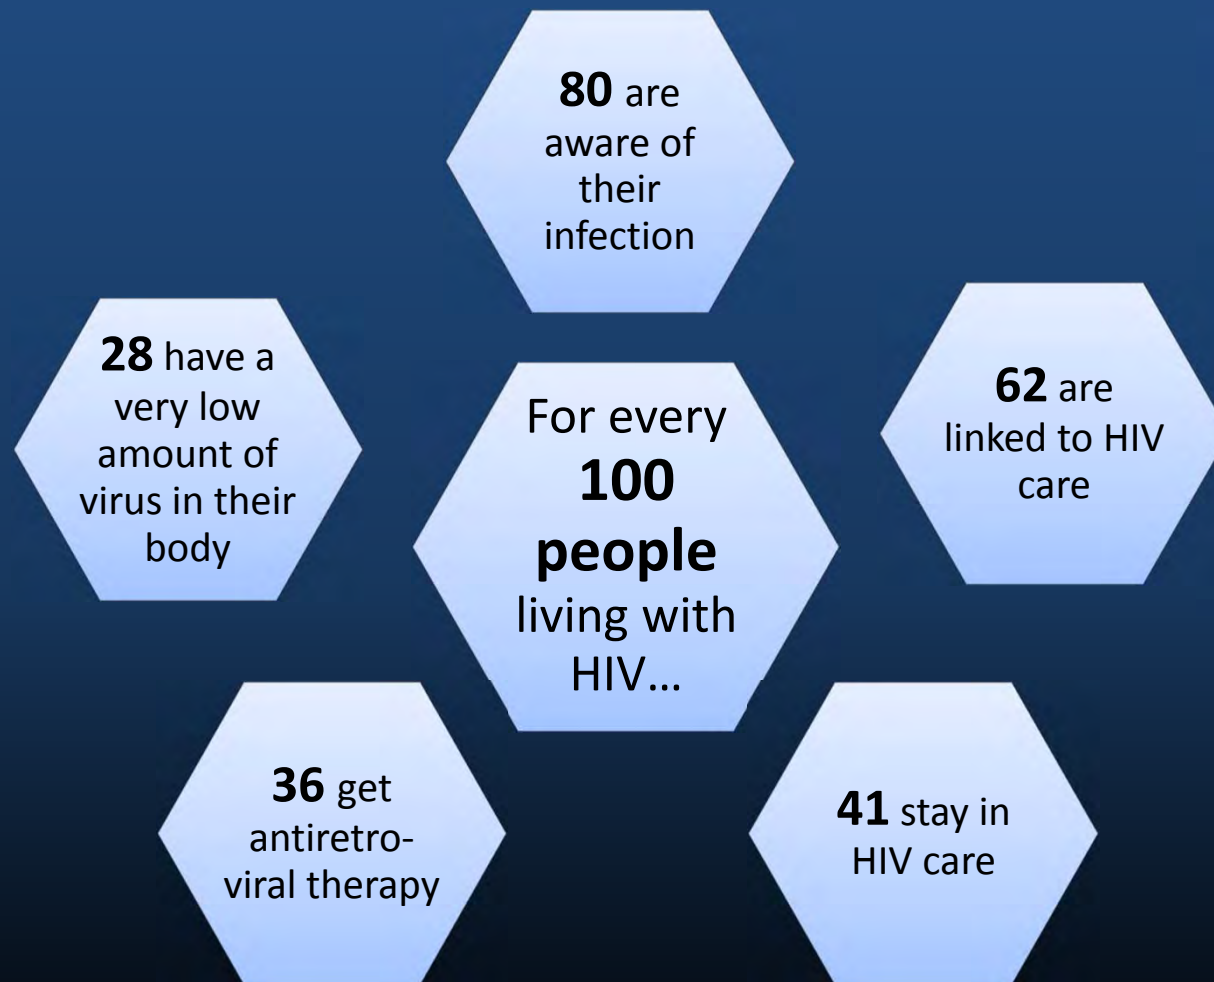 80 are
aware of
their
infection
28 have a
very low
amount of
virus in their
body
For every
100
people
living with
HIV…
62 are
linked to HIV
care
36 get
antiretro-
viral therapy
41 stay in
HIV care